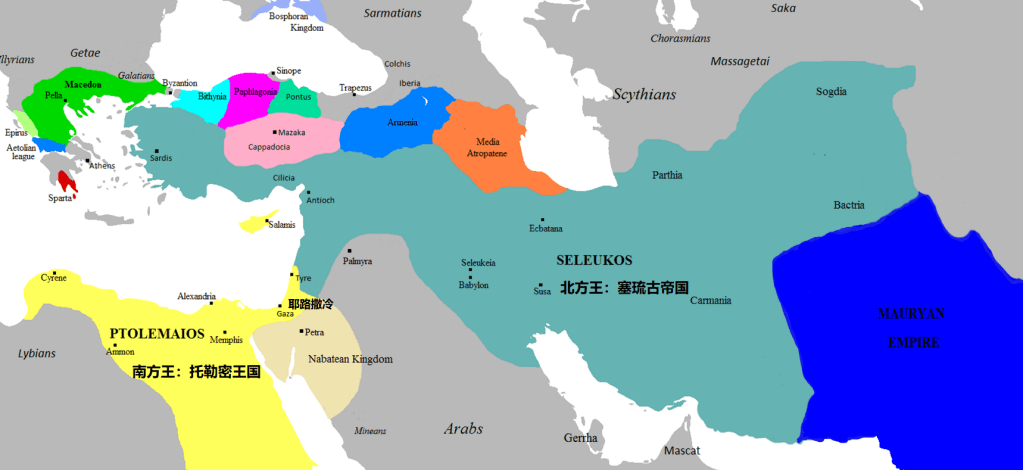 Bosphoran
Kingdom
Sarmatians
Saka
Chorasmians
Massagetai
Illyrians
Getae
Galatians
Colchis
Sinope
Iberia
Byzantion
Trapezus
Macedon
Pella
Bithynia
Paphlagonia
Pontus
Scythians
Sogdia
Epirus
Armenia
Mazaka
Cappadocia
Media
Atropatene
Aetolian
league
Athens
Sardis
Parthia
Cilicia
Sparta
Antioch
Bactria
Salamis
Ecbatana
Palmyra
Seleukeia
SELEUKOS
Cyrene
Tyre
Babylon
Susa
北方王：塞琉古帝国
Alexandria
耶路撒冷
Gaza
Carmania
MAURYAN
EMPIRE
PTOLEMAIOS
Memphis
Petra
Lybians
Ammon
Nabatean Kingdom
南方王：托勒密王国
Mineans
Arabs
Gerrha
Mascat